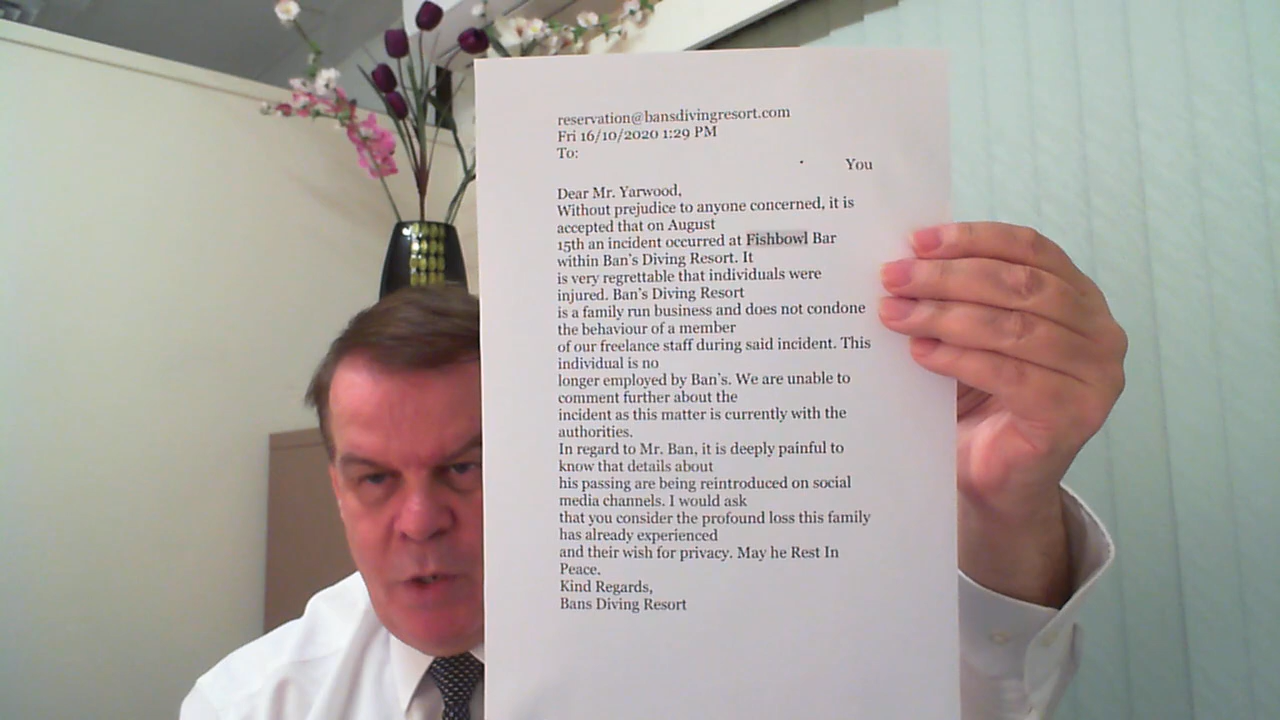 reservation@bansdivingresort.com
Fri 16/10/2020 1:29 PM
To:
You
Dear Mr. Yarwood,
Without prejudice to anyone concerned, it is
accepted that on August
15th an incident occurred at Fishbowl Bar
within Ban's Diving Resort. It
is very regrettable that individuals were
injured. Ban's Diving Resort
is a family run business and does not condone
the behaviour of a member
of our freelance staff during said incident. This
individual is no
longer employed by Ban's. We are unable to
comment further about the
incident as this matter is currently with the
authorities.
In regard to Mr. Ban, it is deeply painful to
know that details about
his passing are being reintroduced on social
media channels. I would ask
that you consider the profound loss this family
has already experienced
and their wish for privacy. May he Rest In
Peace.
Kind Regards,
Bans Diving Resort